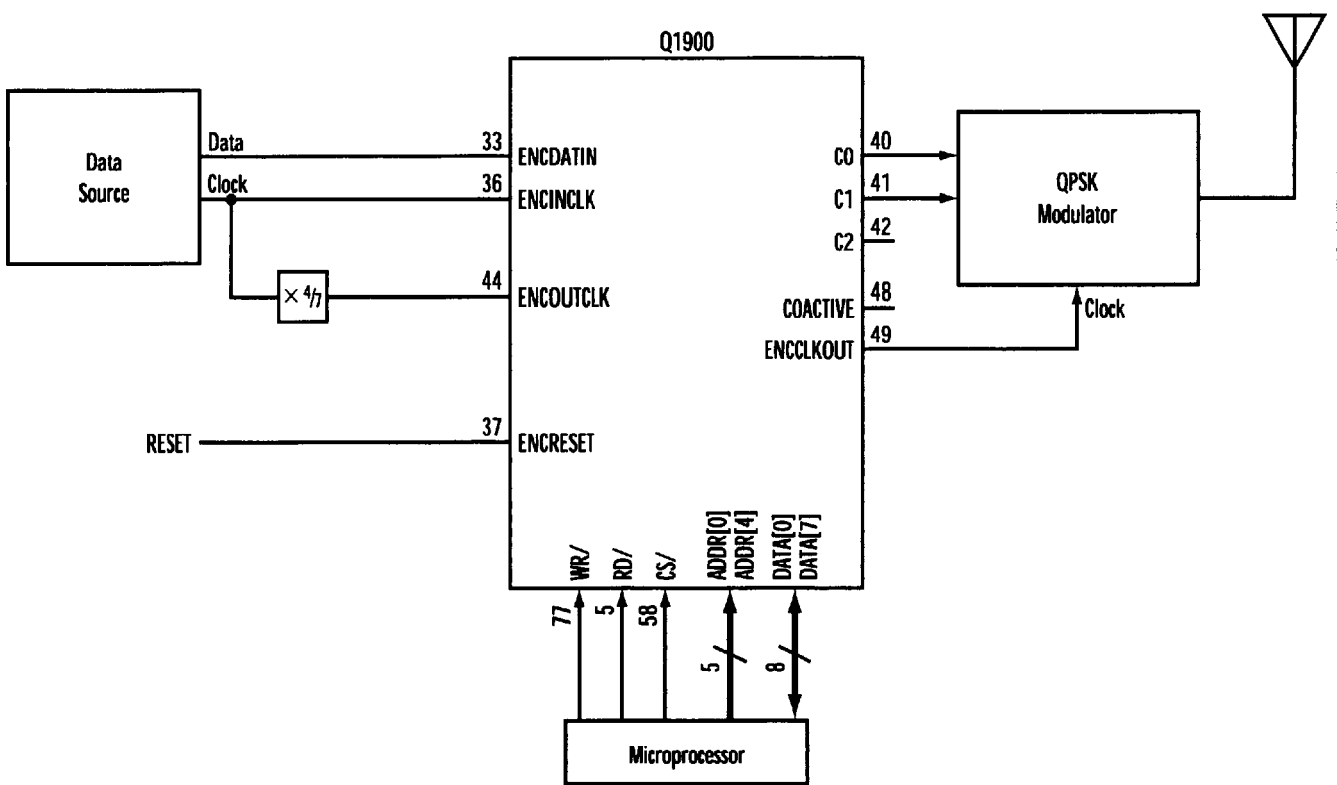 Q1900
Data
Source
Data
Clock
× 4/7
33
36
44
37
RESET
ENCDATIN
ENCINCLK
ENCOUTCLK
ENCRESET
C0
C1
C2
COACTIVE
ENCCLKOUT
40
41
42
48
49
QPSK
Modulator
Clock
WR/
RD/
CS/
ADDR[0]
ADDR[4]
DATA[0]
DATA[7]
77
5
58
5
8
Microprocessor